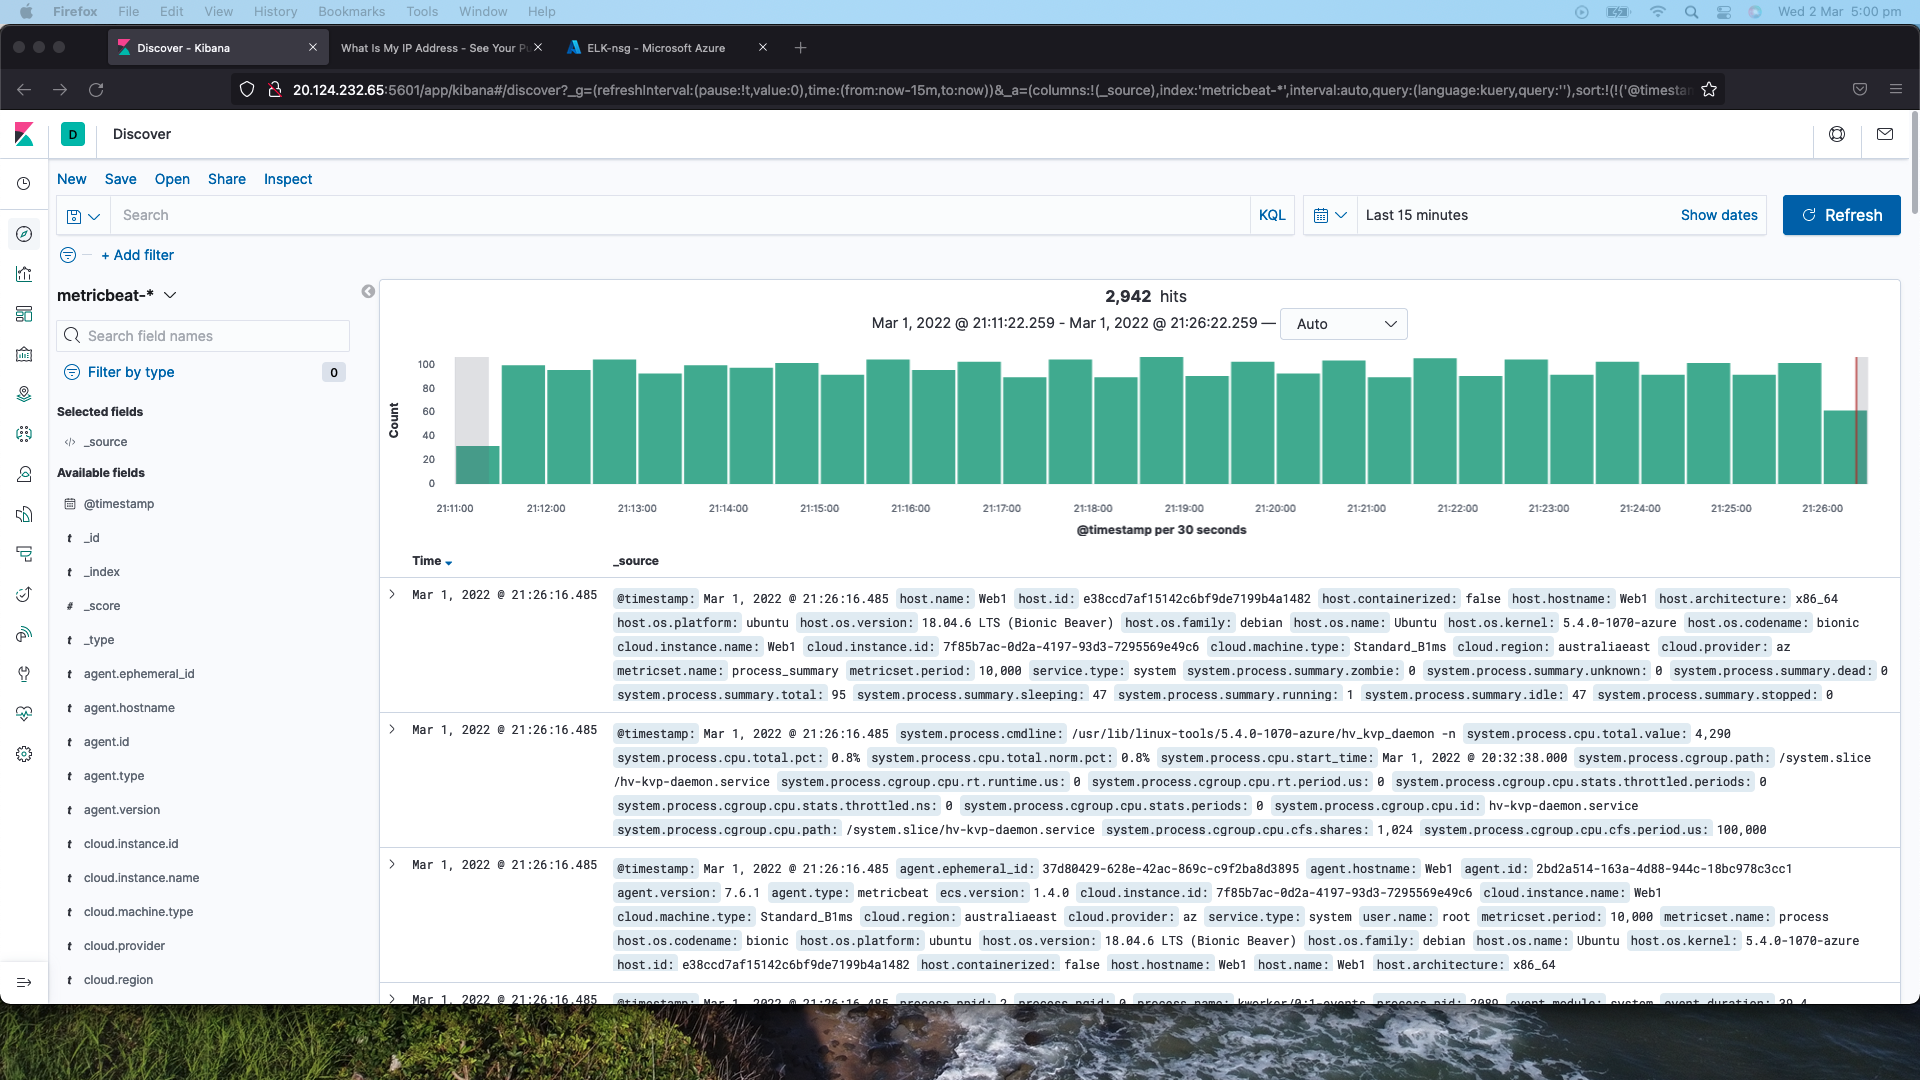 Firefox File Edit View History Bookmarks Tools Window Help Wed 2 Mar 5:00 pm
Discover - Kibana What Is My IP Address - See Your Pu ELK-nsg - Microsoft Azure
20.124.232.65:5601/app/kibana#/discover?_g=(refreshInterval:(pause:!t,value:0),time:(from:now-15m,to:now))&_a=(columns:!(_source),index:'metricbeat-*',interval:auto,query:(language:kuery,query:''),sort:!(!('@timestam
D Discover
New Save Open Share Inspect
Search KQL Last 15 minutes Show dates Refresh
+ Add filter
metricbeat-*
Search field names
Filter by type 0
Selected fields
</> _source
Available fields
@timestamp
t _id
t _index
# _score
t _type
t agent.ephemeral_id
t agent.hostname
t agent.id
t agent.type
t agent.version
t cloud.instance.id
t cloud.instance.name
t cloud.machine.type
t cloud.provider
t cloud.region
2,942 hits
Mar 1, 2022 @ 21:11:22.259 - Mar 1, 2022 @ 21:26:22.259 — Auto
Count
100
80
60
40
20
0
21:11:00 21:12:00 21:13:00 21:14:00 21:15:00 21:16:00 21:17:00 21:18:00 21:19:00 21:20:00 21:21:00 21:22:00 21:23:00 21:24:00 21:25:00 21:26:00
@timestamp per 30 seconds
Time _source
Mar 1, 2022 @ 21:26:16.485 @timestamp: Mar 1, 2022 @ 21:26:16.485 host.name: Web1 host.id: e38ccd7af15142c6bf9de7199b4a1482 host.containerized: false host.hostname: Web1 host.architecture: x86_64
host.os.platform: ubuntu host.os.version: 18.04.6 LTS (Bionic Beaver) host.os.family: debian host.os.name: Ubuntu host.os.kernel: 5.4.0-1070-azure host.os.codename: bionic
cloud.instance.name: Web1 cloud.instance.id: 7f85b7ac-0d2a-4197-93d3-7295569e49c6 cloud.machine.type: Standard_B1ms cloud.region: australiaeast cloud.provider: az
metricset.name: process_summary metricset.period: 10,000 service.type: system system.process.summary.zombie: 0 system.process.summary.unknown: 0 system.process.summary.dead: 0
system.process.summary.total: 95 system.process.summary.sleeping: 47 system.process.summary.running: 1 system.process.summary.idle: 47 system.process.summary.stopped: 0
Mar 1, 2022 @ 21:26:16.485 @timestamp: Mar 1, 2022 @ 21:26:16.485 system.process.cmdline: /usr/lib/linux-tools/5.4.0-1070-azure/hv_kvp_daemon -n system.process.cpu.total.value: 4,290
system.process.cpu.total.pct: 0.8% system.process.cpu.total.norm.pct: 0.8% system.process.cpu.start_time: Mar 1, 2022 @ 20:32:38.000 system.process.cgroup.path: /system.slice
/hv-kvp-daemon.service system.process.cgroup.cpu.rt.runtime.us: 0 system.process.cgroup.cpu.rt.period.us: 0 system.process.cgroup.cpu.stats.throttled.periods: 0
system.process.cgroup.cpu.stats.throttled.ns: 0 system.process.cgroup.cpu.stats.periods: 0 system.process.cgroup.cpu.id: hv-kvp-daemon.service
system.process.cgroup.cpu.path: /system.slice/hv-kvp-daemon.service system.process.cgroup.cpu.cfs.shares: 1,024 system.process.cgroup.cpu.cfs.period.us: 100,000
Mar 1, 2022 @ 21:26:16.485 @timestamp: Mar 1, 2022 @ 21:26:16.485 agent.ephemeral_id: 37d80429-628e-42ac-869c-c9f2ba8d3895 agent.hostname: Web1 agent.id: 2bd2a514-163a-4d88-944c-18bc978c3cc1
agent.version: 7.6.1 agent.type: metricbeat ecs.version: 1.4.0 cloud.instance.id: 7f85b7ac-0d2a-4197-93d3-7295569e49c6 cloud.instance.name: Web1
cloud.machine.type: Standard_B1ms cloud.region: australiaeast cloud.provider: az service.type: system user.name: root metricset.period: 10,000 metricset.name: process
host.os.codename: bionic host.os.platform: ubuntu host.os.version: 18.04.6 LTS (Bionic Beaver) host.os.family: debian host.os.name: Ubuntu host.os.kernel: 5.4.0-1070-azure
host.id: e38ccd7af15142c6bf9de7199b4a1482 host.containerized: false host.hostname: Web1 host.name: Web1 host.architecture: x86_64
Mar 1, 2022 @ 21:26:16.485 @timestamp: Mar 1, 2022 @ 21:26:16.485 process.ppid: 2 process.pgid: 0 process.name: kworker/0:1-events process.pid: 2089 event.module: system event.duration: 39.4